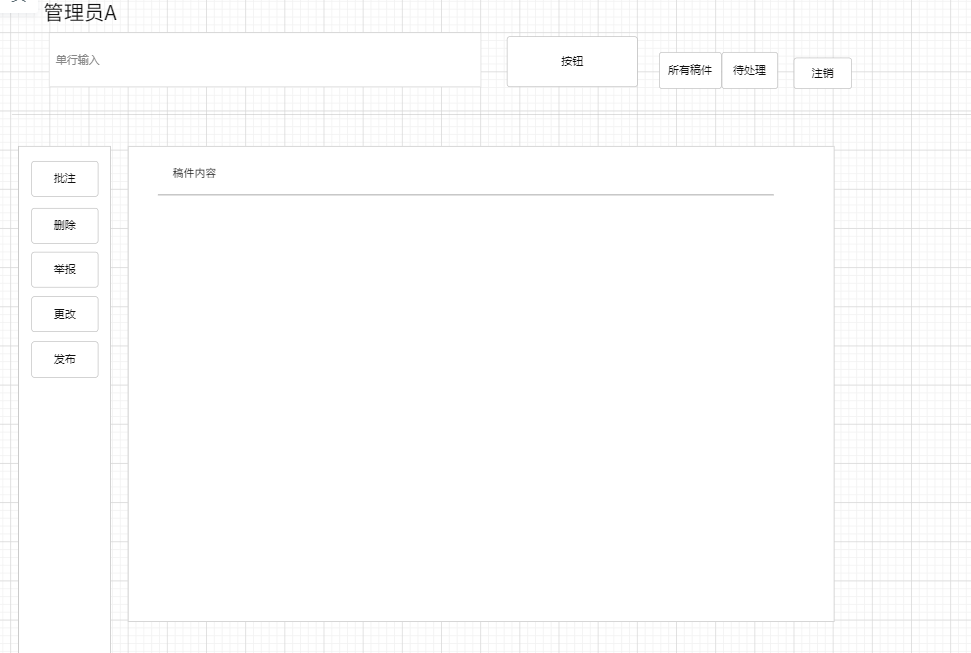 管理员A
单行输入
按钮
所有稿件
待处理
注销
批注
稿件内容
删除
举报
更改
发布